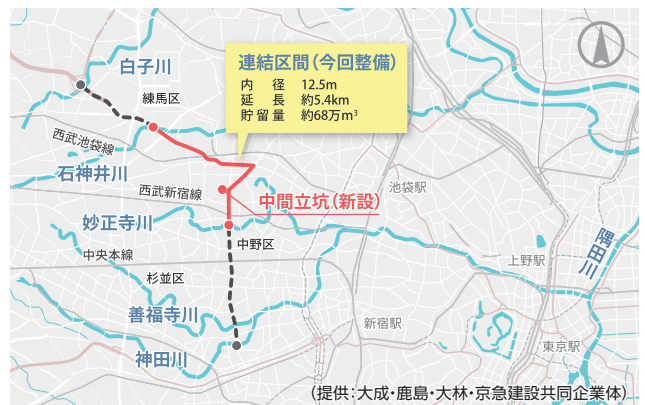 白子川
練馬区
連結区間（今回整備）
内 径 12.5m
延 長 約5.4km
貯留量 約68万m³
西武池袋線
石神井川
西武新宿線
池袋駅
中間立坑（新設）
妙正寺川
中野区
中央本線
杉並区
上野駅
隅田川
善福寺川
新宿駅
神田川
東京駅
（提供：大成・鹿島・大林・京急建設共同企業体）